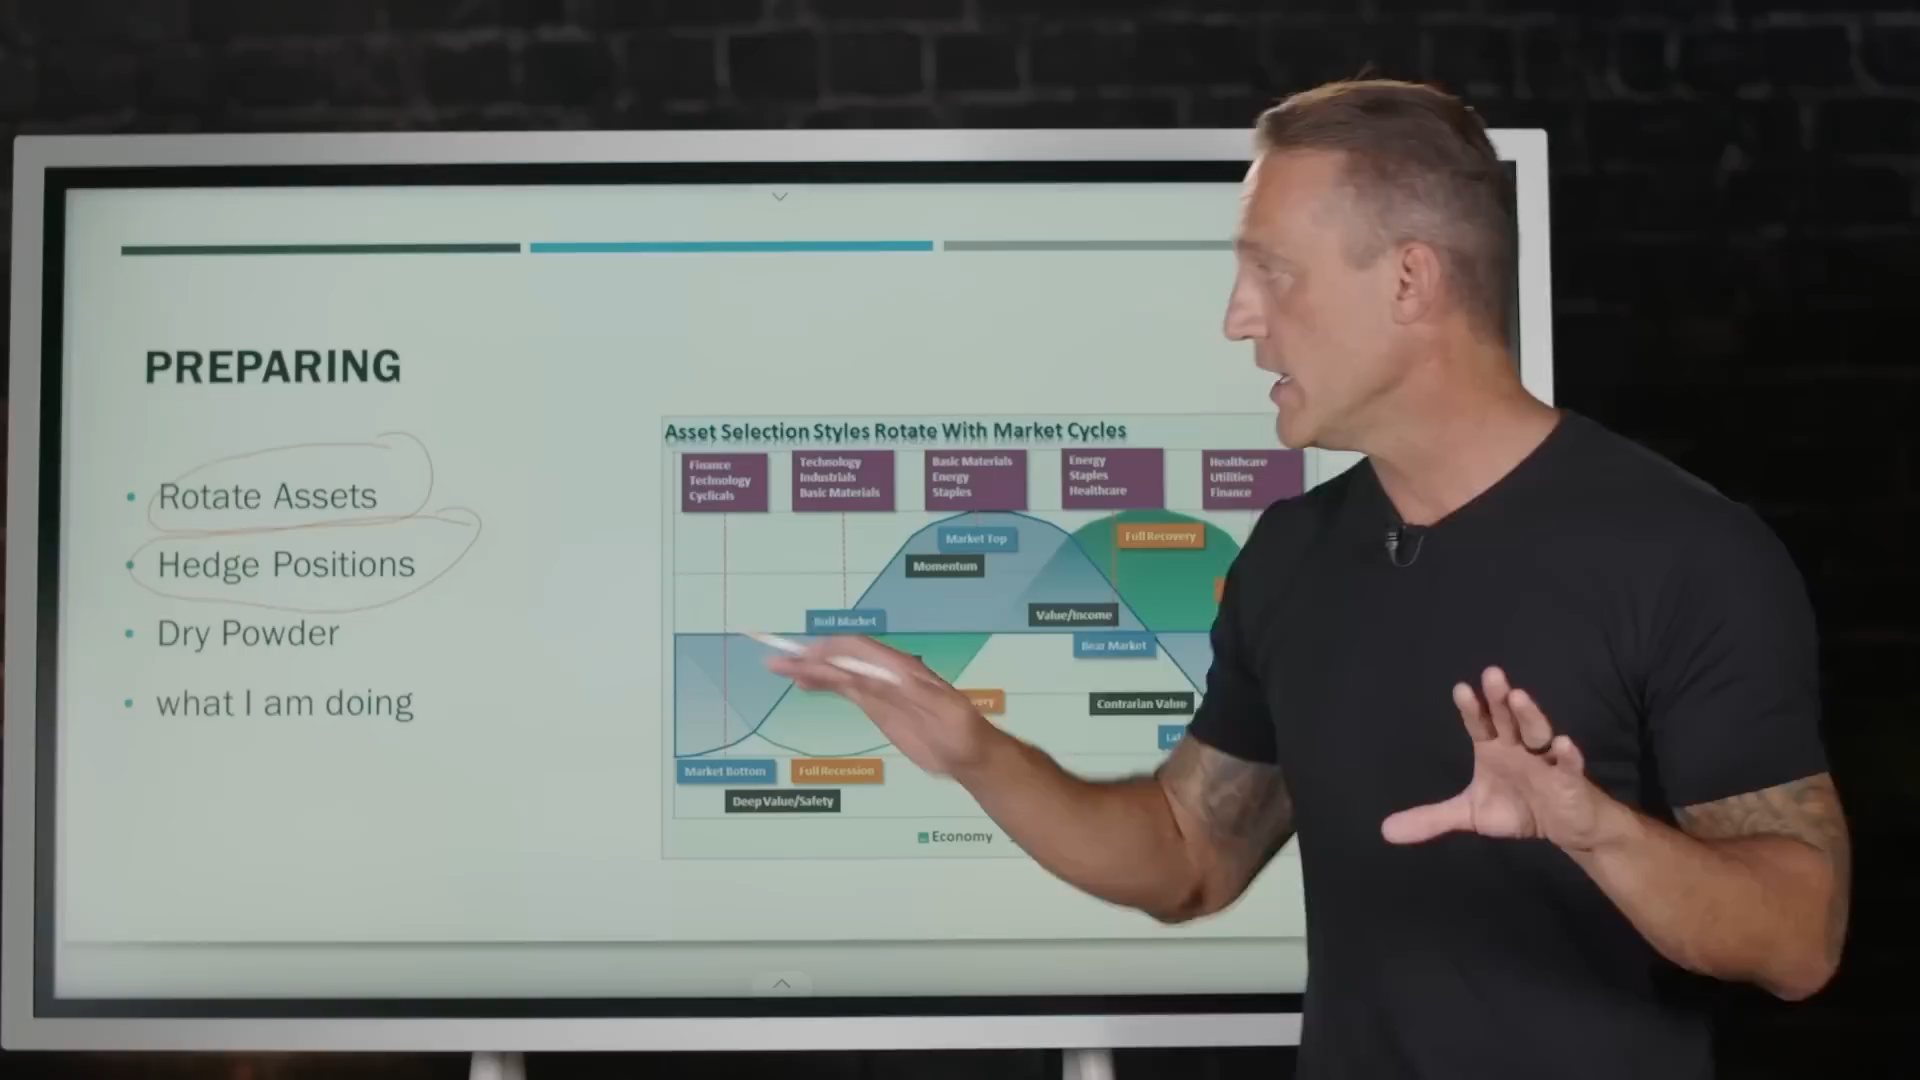 PREPARING
Rotate Assets
Hedge Positions
Dry Powder
what I am doing
Asset Selection Styles Rotate With Market Cycles
Finance
Technology
Cyclicals
Technology
Industrials
Basic Materials
Basic Materials
Energy
Staples
Energy
Staples
Healthcare
Healthcare
Utilities
Finance
Market Top
Full Recovery
Momentum
Bull Market
Value/Income
Bear Market
Contrarian Value
Market Bottom
Full Recession
Deep Value/Safety
Economy